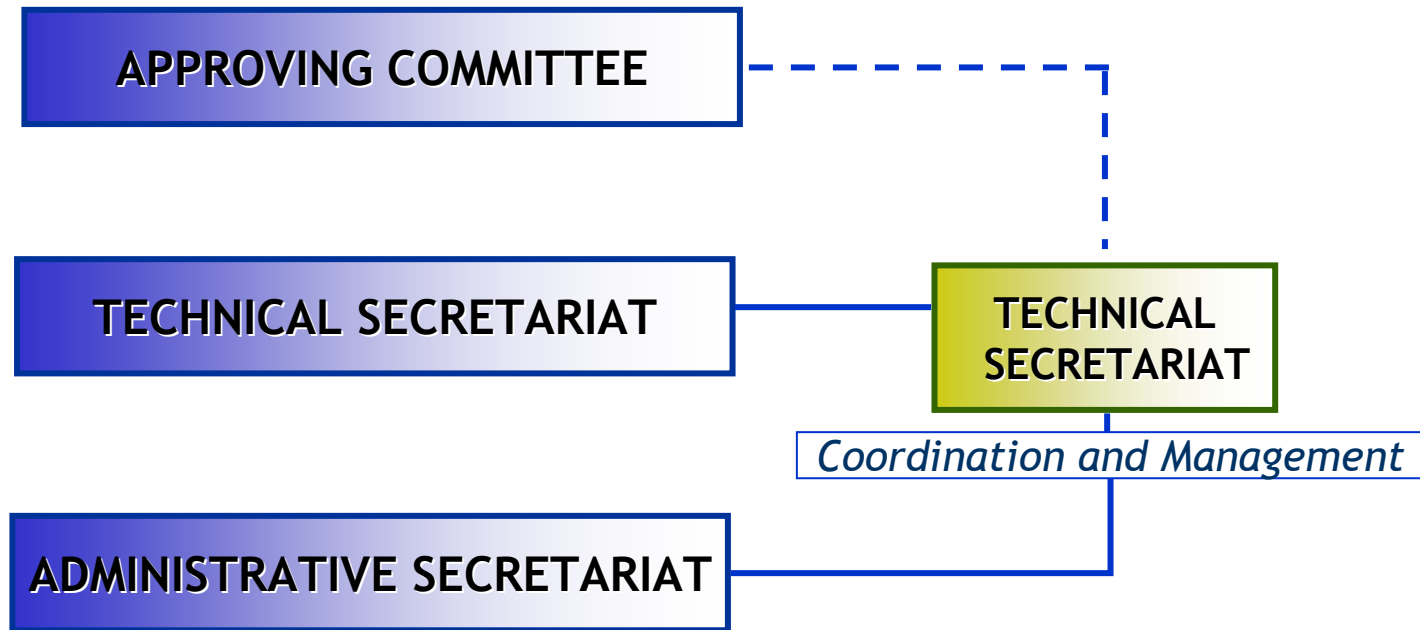 APPROVING COMMITTEE
TECHNICAL SECRETARIAT
TECHNICAL
SECRETARIAT
Coordination and Management
ADMINISTRATIVE SECRETARIAT